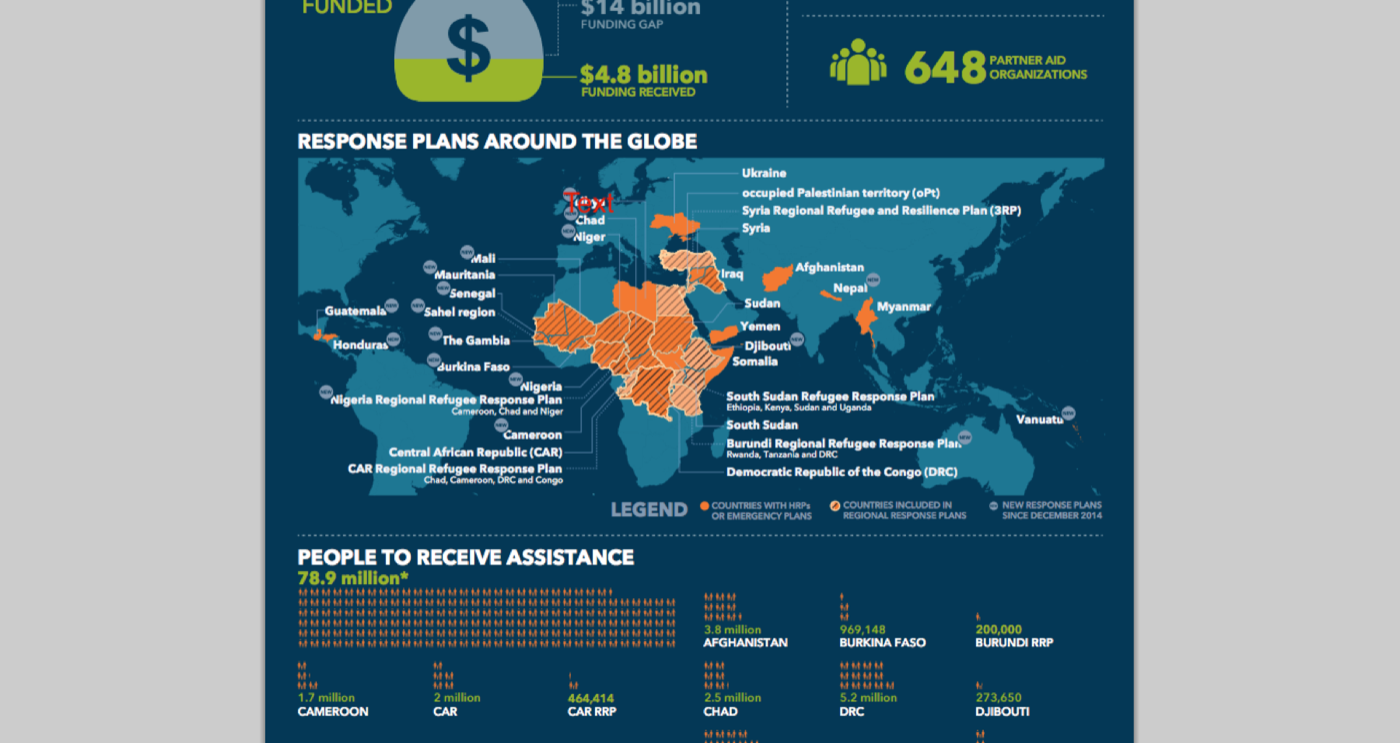 FUNDED
$
$14 billion
FUNDING GAP
$4.8 billion
FUNDING RECEIVED
648 PARTNER AID
ORGANIZATIONS
RESPONSE PLANS AROUND THE GLOBE
Text
Chad
Niger
Mali
Mauritania
Senegal
Sahel region
Guatemala
Honduras
The Gambia
Burkina Faso
Nigeria
Nigeria Regional Refugee Response Plan
Cameroon, Chad and Niger
Cameroon
Central African Republic (CAR)
CAR Regional Refugee Response Plan
Chad, Cameroon, DRC and Congo
Ukraine
occupied Palestinian territory (oPt)
Syria Regional Refugee and Resilience Plan (3RP)
Syria
Iraq
Afghanistan
Nepal
Myanmar
Sudan
Yemen
Djibouti
Somalia
South Sudan Refugee Response Plan
Ethiopia, Kenya, Sudan and Uganda
South Sudan
Burundi Regional Refugee Response Plan
Rwanda, Tanzania and DRC
Democratic Republic of the Congo (DRC)
Vanuatu
LEGEND
COUNTRIES WITH HRPs
OR EMERGENCY PLANS
COUNTRIES INCLUDED IN
REGIONAL RESPONSE PLANS
NEW RESPONSE PLANS
SINCE DECEMBER 2014
PEOPLE TO RECEIVE ASSISTANCE
78.9 million*
3.8 million
AFGHANISTAN
969,148
BURKINA FASO
200,000
BURUNDI RRP
1.7 million
CAMEROON
2 million
CAR
464,414
CAR RRP
2.5 million
CHAD
5.2 million
DRC
273,650
DJIBOUTI